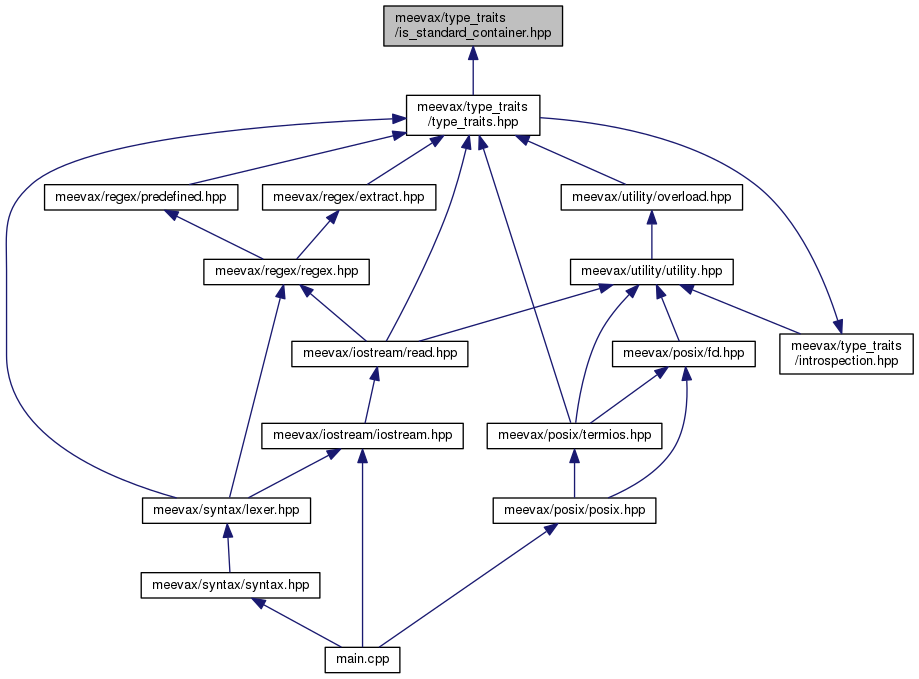 meevax/type_traits
/is_standard_container.hpp
meevax/type_traits
/type_traits.hpp
meevax/regex/predefined.hpp
meevax/regex/extract.hpp
meevax/utility/overload.hpp
meevax/regex/regex.hpp
meevax/utility/utility.hpp
meevax/iostream/read.hpp
meevax/posix/fd.hpp
meevax/type_traits
/introspection.hpp
meevax/iostream/iostream.hpp
meevax/posix/termios.hpp
meevax/syntax/lexer.hpp
meevax/posix/posix.hpp
meevax/syntax/syntax.hpp
main.cpp